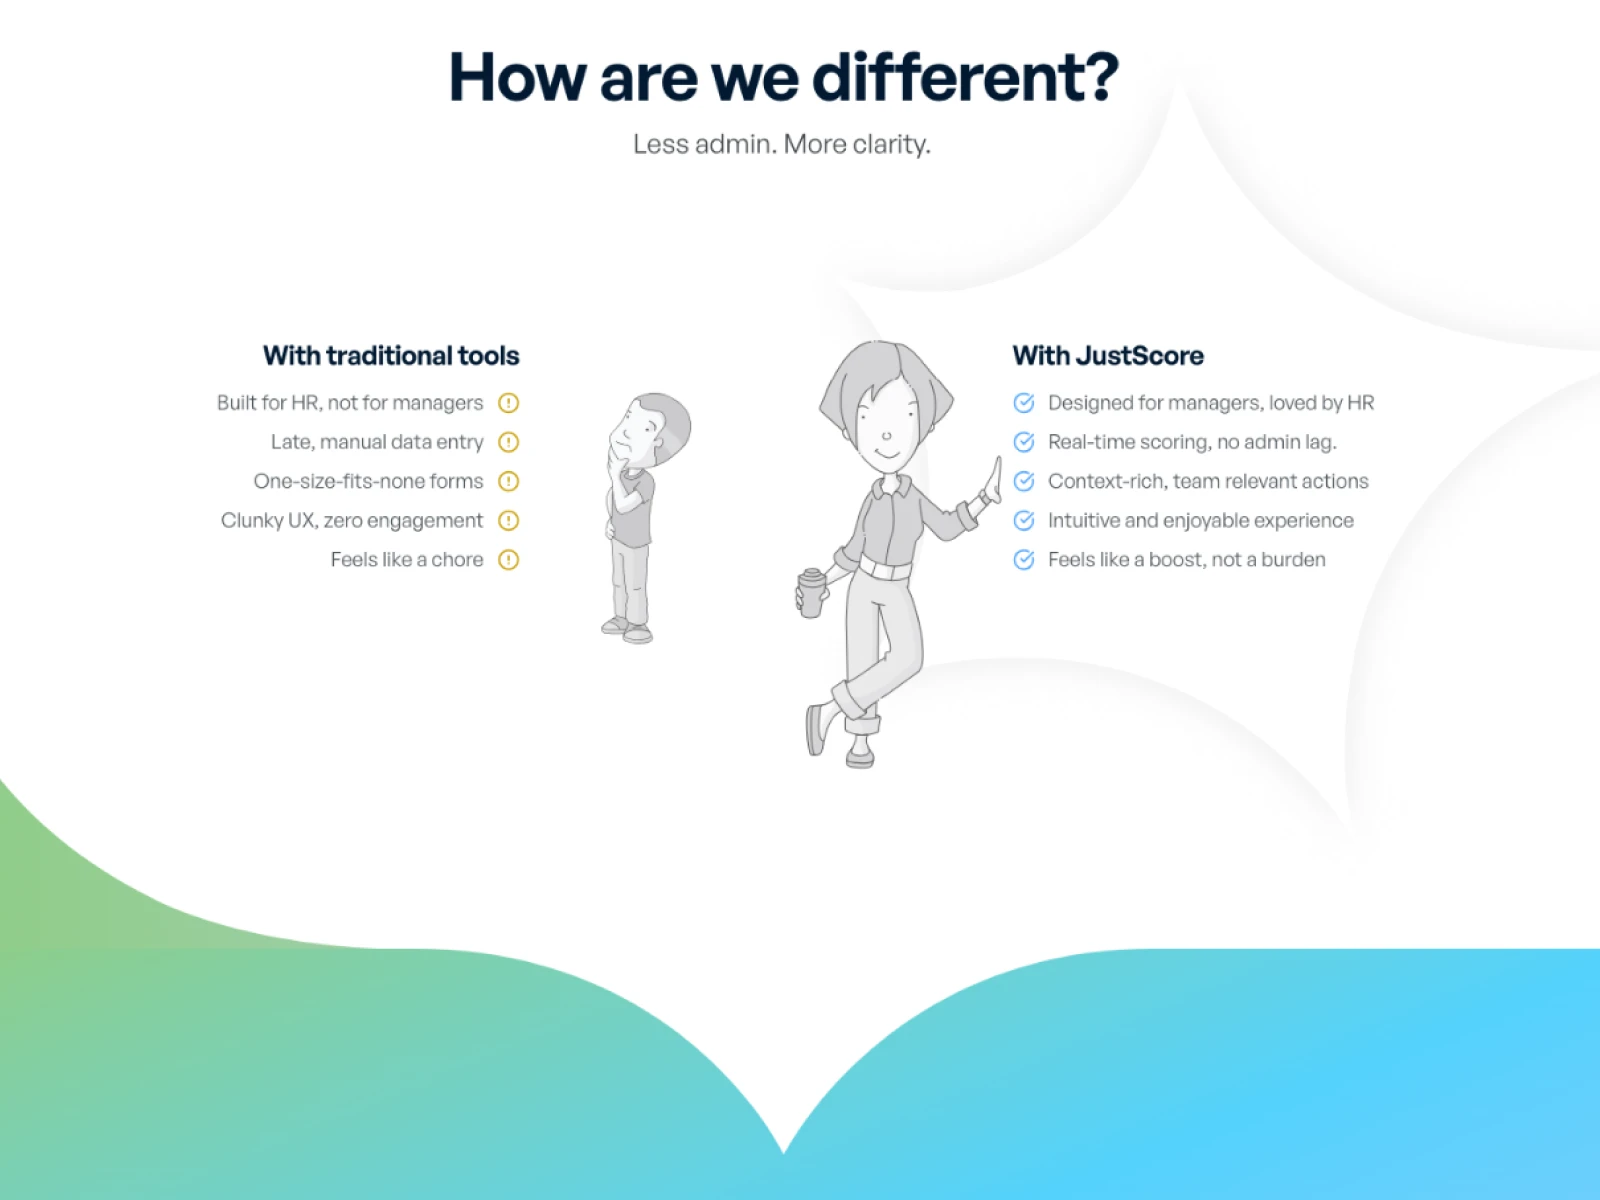 How are we different?
Less admin. More clarity.
With traditional tools
Built for HR, not for managers
Late, manual data entry
One-size-fits-none forms
Clunky UX, zero engagement
Feels like a chore
With JustScore
Designed for managers, loved by HR
Real-time scoring, no admin lag.
Context-rich, team relevant actions
Intuitive and enjoyable experience
Feels like a boost, not a burden